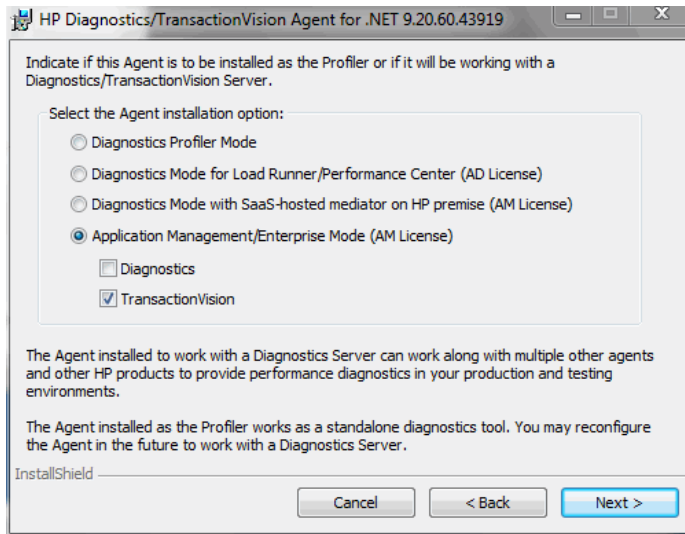 HP Diagnostics/TransactionVision Agent for .NET 9.20.60.43919
Indicate if this Agent is to be installed as the Profiler or if it will be working with a
Diagnostics/TransactionVision Server.
Select the Agent installation option:
Diagnostics Profiler Mode
Diagnostics Mode for Load Runner/Performance Center (AD License)
Diagnostics Mode with SaaS-hosted mediator on HP premise (AM License)
Application Management/Enterprise Mode (AM License)
Diagnostics
TransactionVision
The Agent installed to work with a Diagnostics Server can work along with multiple other agents
and other HP products to provide performance diagnostics in your production and testing
environments.
The Agent installed as the Profiler works as a standalone diagnostics tool. You may reconfigure
the Agent in the future to work with a Diagnostics Server.
InstallShield
Cancel < Back Next >